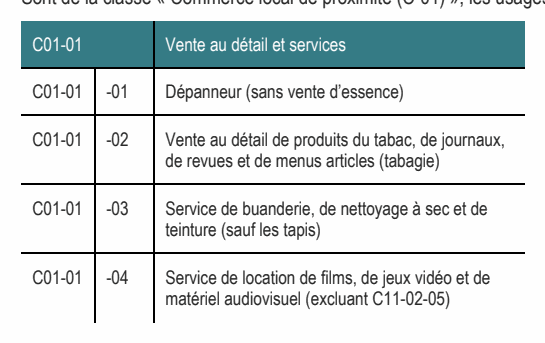 Sont de la classe « Commerce local de proximité (C-01) », les usages
C01-01 Vente au détail et services
C01-01 -01 Dépanneur (sans vente d’essence)
C01-01 -02 Vente au détail de produits du tabac, de journaux,
de revues et de menus articles (tabagie)
C01-01 -03 Service de buanderie, de nettoyage à sec et de
teinture (sauf les tapis)
C01-01 -04 Service de location de films, de jeux vidéo et de
matériel audiovisuel (excluant C11-02-05)